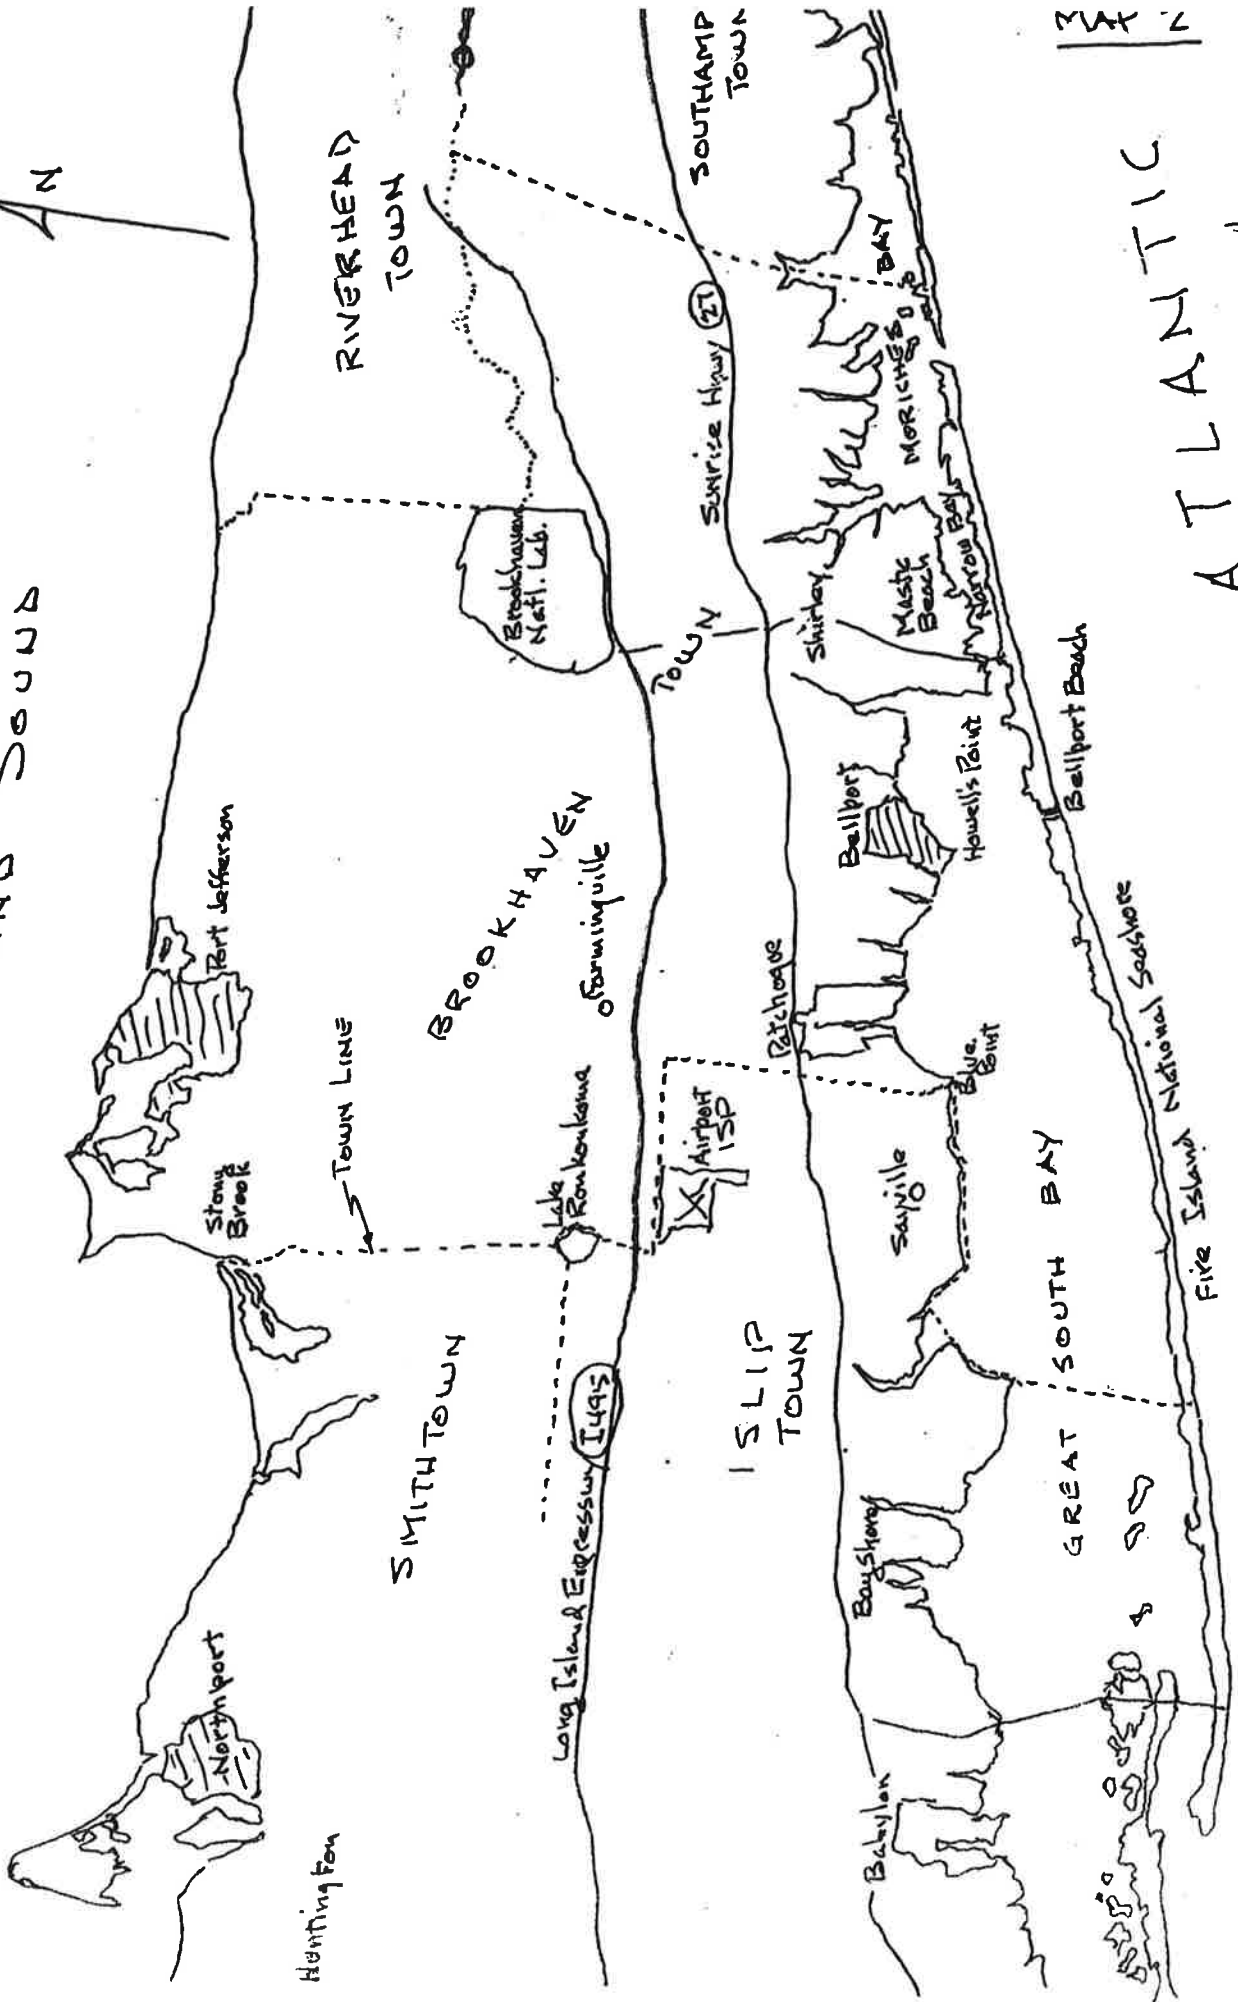 SOUND
N
Port Jefferson
Stony
Brook
Northport
Huntington
TOWN LINE
RIVERHEAD
TOWN
SMITHTOWN
BROOKHAVEN
TOWN
Brookhaven
Natl. Lab.
Farmingville
Lake
Ronkonkoma
Long Island Expressway
I495
Airport
ISP
ISLIP
TOWN
Sunrise Hwy 27
SOUTHAMP
TOWN
Patchogue
Bellport
Shirley
Mastic
Beach
Narrow Bay
MORICHES
BAY
Howell's Point
Blue
Point
Sayville
Bayshore
Babylon
GREAT SOUTH BAY
Bellport Beach
Fire Island National Seashore
ATLANTIC